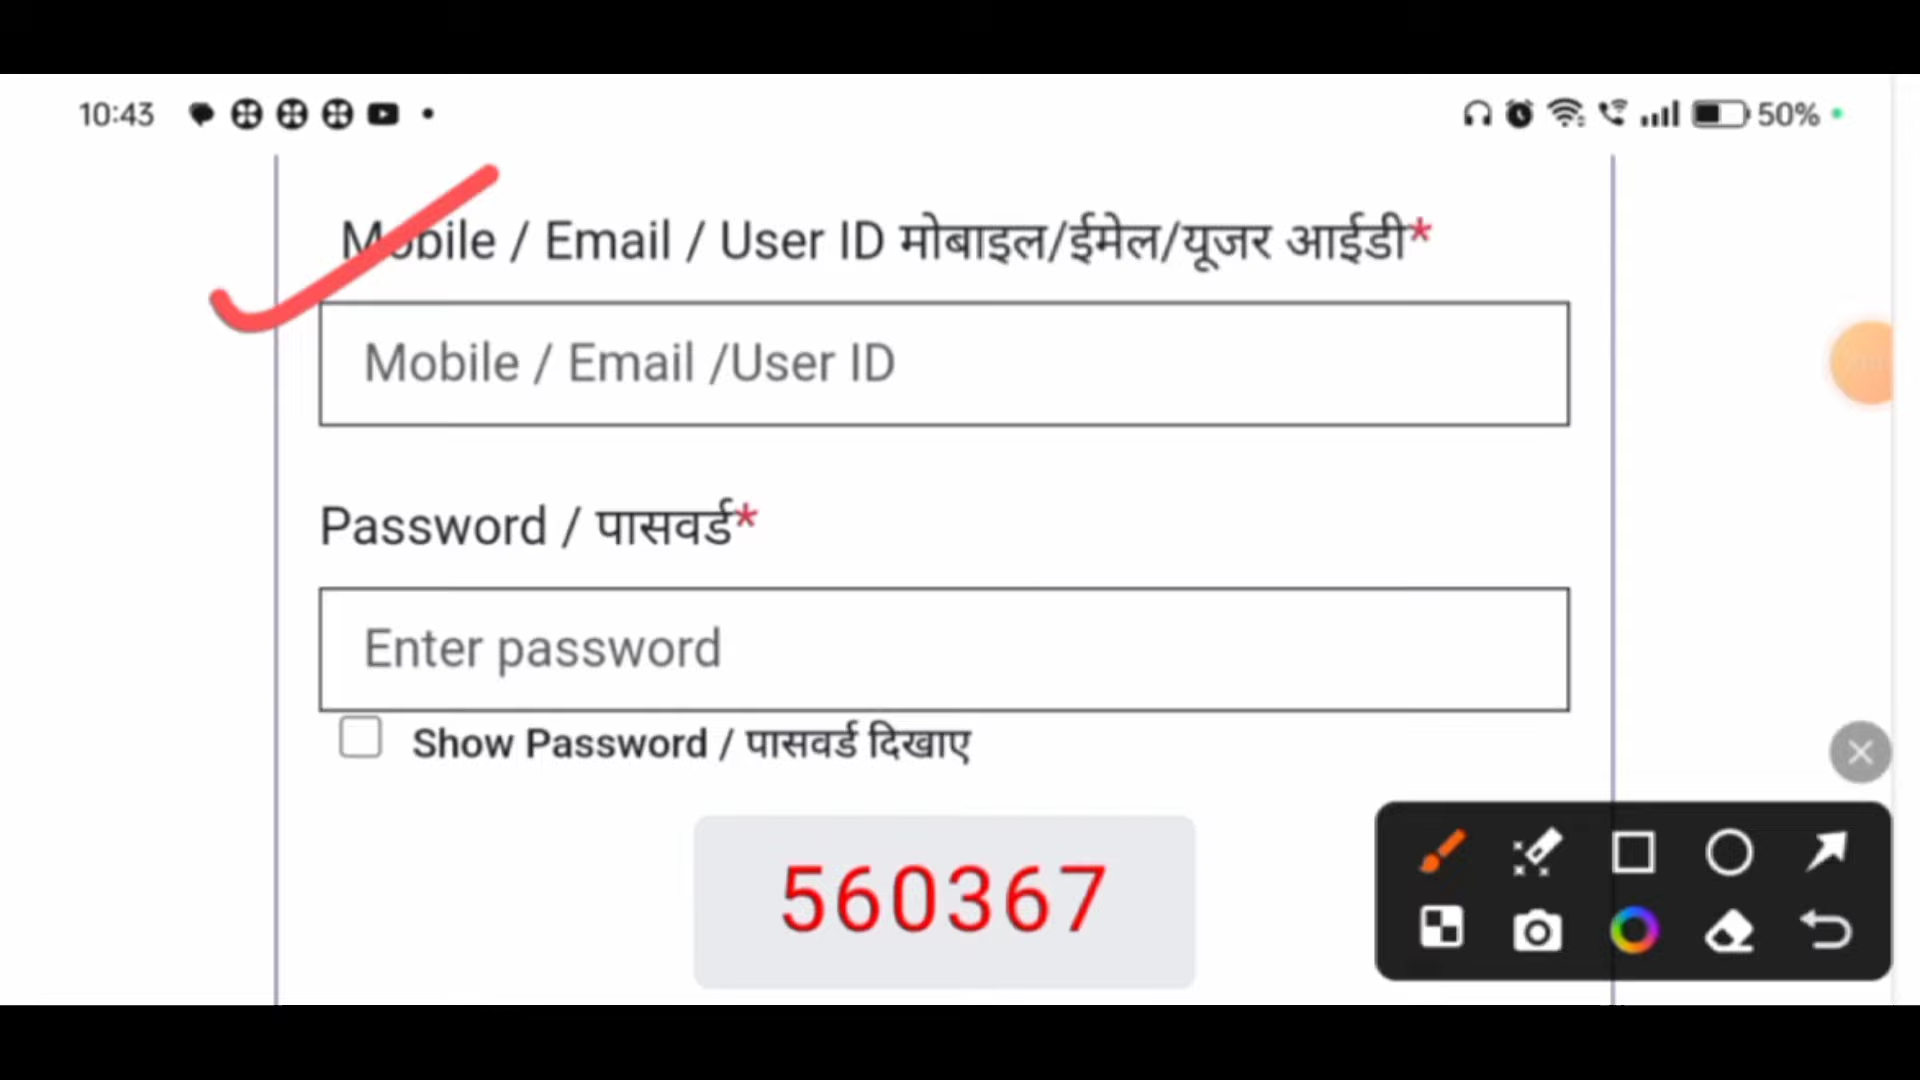 10:43 50%
Mobile / Email / User ID मोबाइल/ईमेल/यूजर आईडी*
Mobile / Email /User ID
Password / पासवर्ड*
Enter password
Show Password / पासवर्ड दिखाए
560367